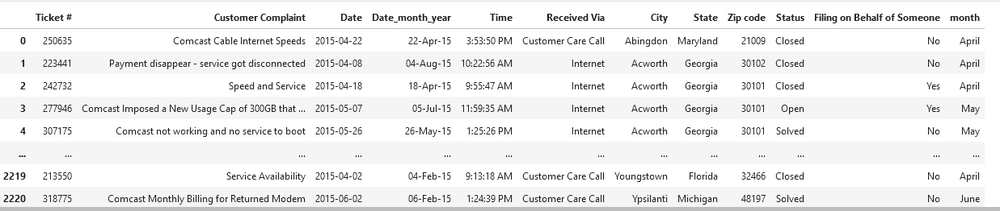 Ticket # Customer Complaint Date Date_month_year Time Received Via City State Zip code Status Filing on Behalf of Someone month
0 250635 Comcast Cable Internet Speeds 2015-04-22 22-Apr-15 3:53:50 PM Customer Care Call Abingdon Maryland 21009 Closed No April
1 223441 Payment disappear - service got disconnected 2015-04-08 04-Aug-15 10:22:56 AM Internet Acworth Georgia 30102 Closed No April
2 242732 Speed and Service 2015-04-18 18-Apr-15 9:55:47 AM Internet Acworth Georgia 30101 Closed Yes April
3 277946 Comcast Imposed a New Usage Cap of 300GB that ... 2015-05-07 05-Jul-15 11:59:35 AM Internet Acworth Georgia 30101 Open Yes May
4 307175 Comcast not working and no service to boot 2015-05-26 26-May-15 1:25:26 PM Internet Acworth Georgia 30101 Solved No May
... ... ... ... ... ... ... ... ... ... ... ... ...
2219 213550 Service Availability 2015-04-02 04-Feb-15 9:13:18 AM Customer Care Call Youngstown Florida 32466 Closed No April
2220 318775 Comcast Monthly Billing for Returned Modem 2015-06-02 06-Feb-15 1:24:39 PM Customer Care Call Ypsilanti Michigan 48197 Solved No June